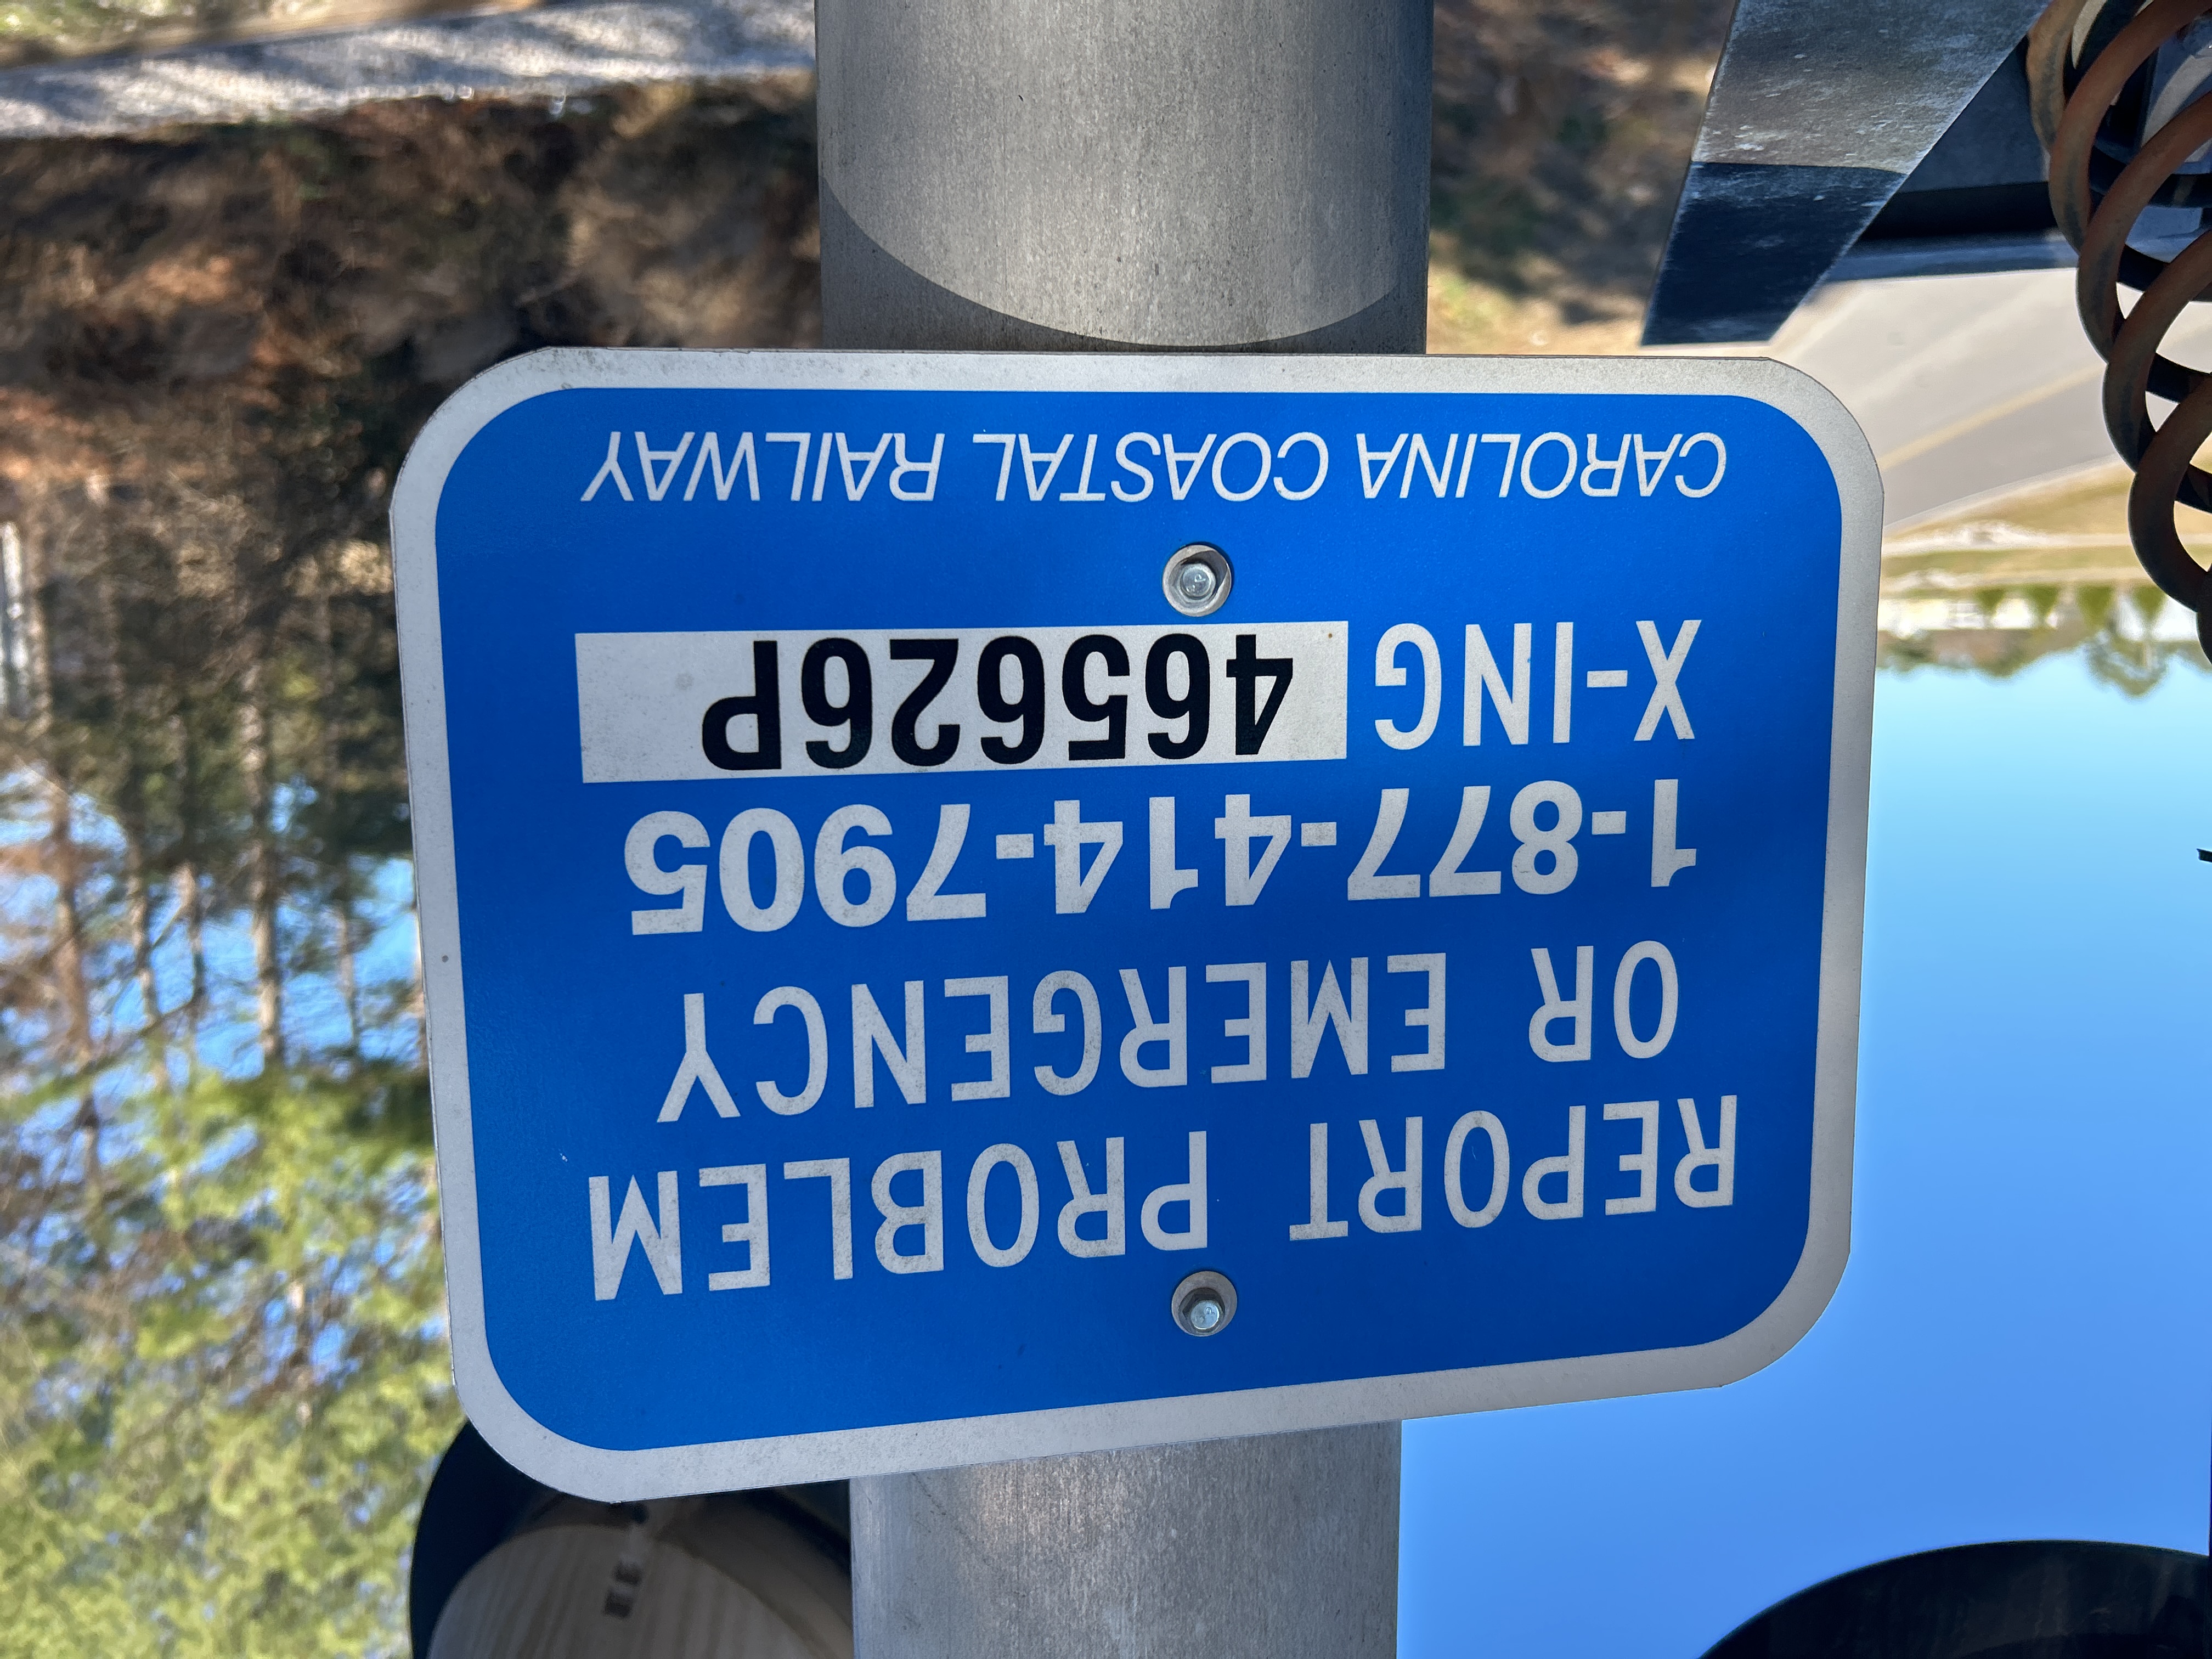 REPORT PROBLEM
OR EMERGENCY
1-877-414-7905
X-ING 465626P
CAROLINA COASTAL RAILWAY